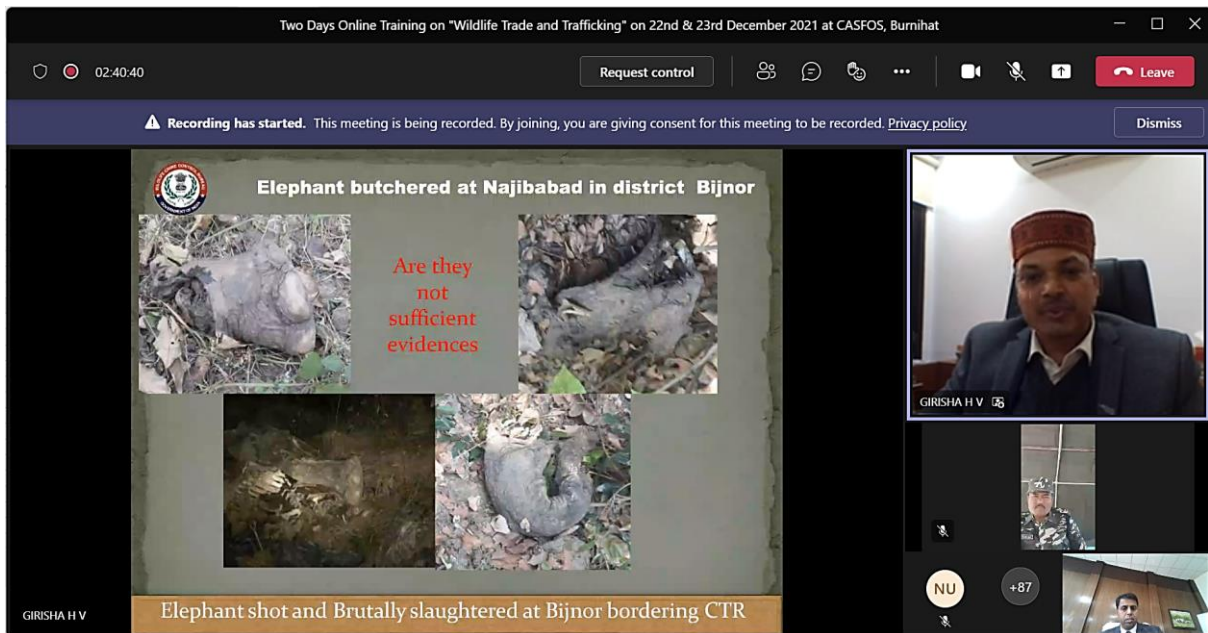 Two Days Online Training on "Wildlife Trade and Trafficking" on 22nd & 23rd December 2021 at CASFOS, Burnihat
02:40:40
Request control
Leave
Recording has started. This meeting is being recorded. By joining, you are giving consent for this meeting to be recorded. Privacy policy
Dismiss
Elephant butchered at Najibabad in district Bijnor
Are they
not
sufficient
evidences
Elephant shot and Brutally slaughtered at Bijnor bordering CTR
GIRISHA H V
GIRISHA H V
NU
+87